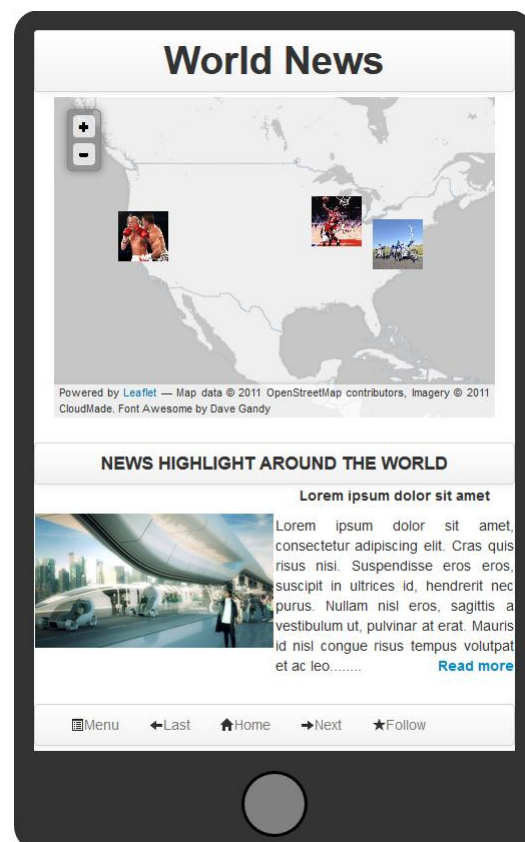 World News
+
-
Powered by Leaflet — Map data © 2011 OpenStreetMap contributors, Imagery © 2011
CloudMade. Font Awesome by Dave Gandy
NEWS HIGHLIGHT AROUND THE WORLD
Lorem ipsum dolor sit amet
Lorem ipsum dolor sit amet,
consectetur adipiscing elit. Cras quis
risus nisi. Suspendisse eros eros,
suscipit in ultrices id, hendrerit nec
purus. Nullam nisl eros, sagittis a
vestibulum ut, pulvinar at erat. Mauris
id nisl congue risus tempus volutpat
et ac leo........ Read more
Menu Last Home Next Follow